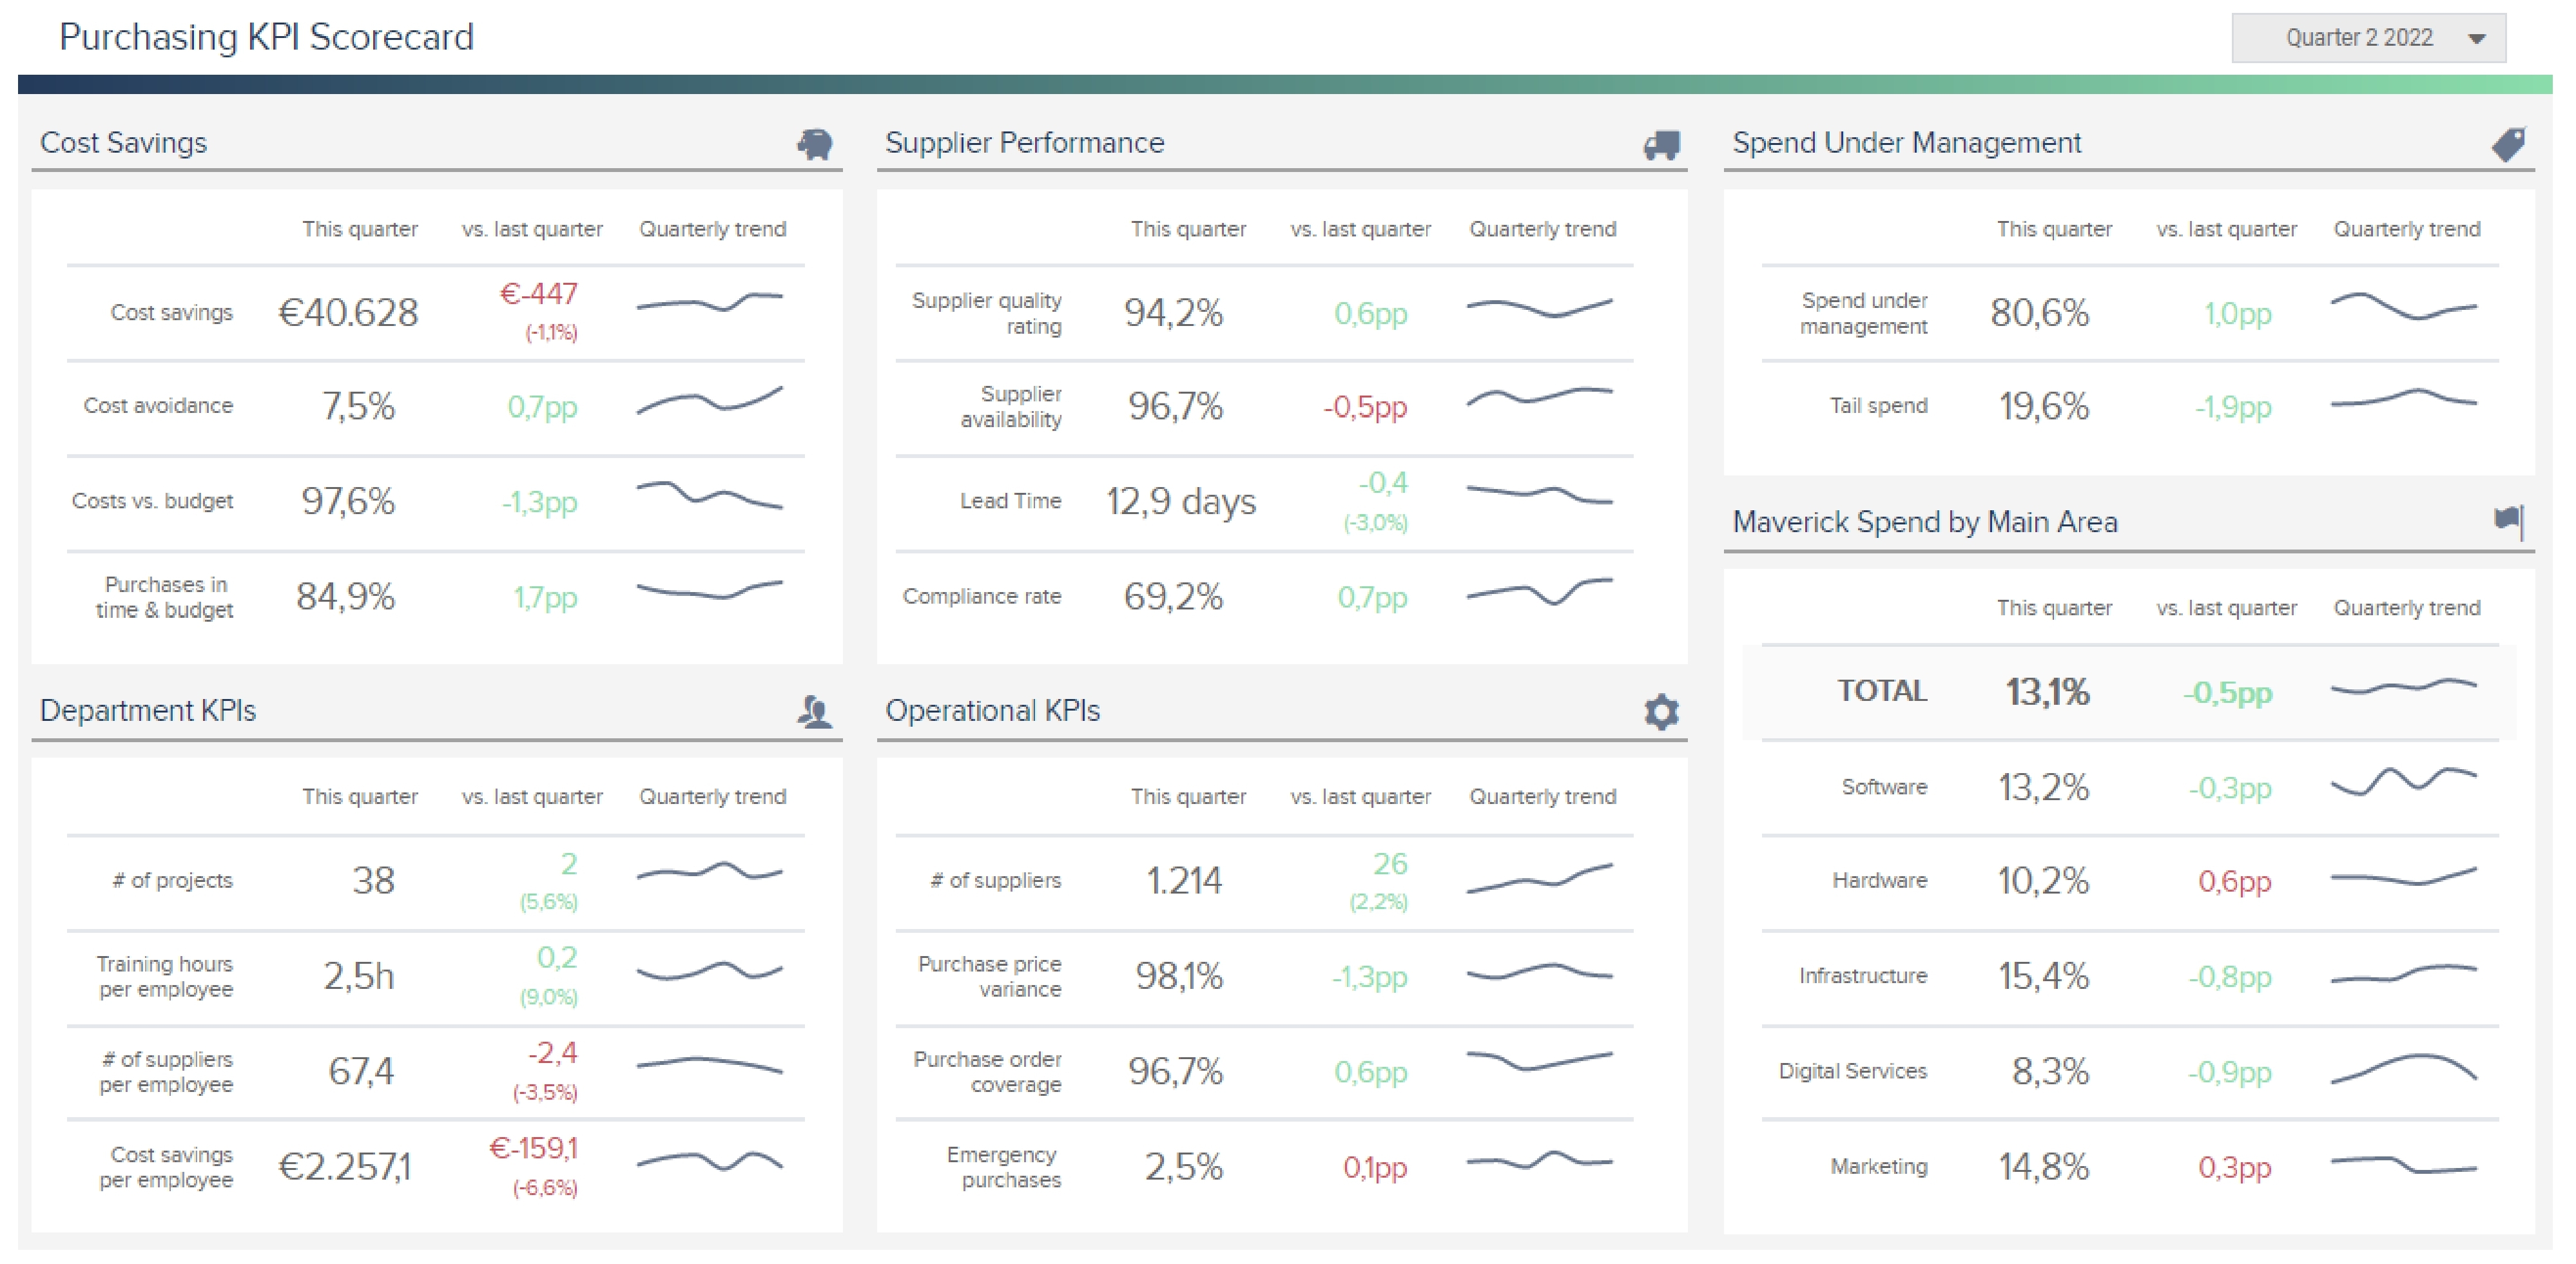 Purchasing KPI Scorecard
Quarter 2 2022
Cost Savings
This quarter vs. last quarter Quarterly trend
Cost savings €40.628 €-447
(-1,1%)
Cost avoidance 7,5% 0,7pp
Costs vs. budget 97,6% -1,3pp
Purchases in
time & budget 84,9% 1,7pp
Supplier Performance
This quarter vs. last quarter Quarterly trend
Supplier quality
rating 94,2% 0,6pp
Supplier
availability 96,7% -0,5pp
Lead Time 12,9 days -0,4
(-3,0%)
Compliance rate 69,2% 0,7pp
Spend Under Management
This quarter vs. last quarter Quarterly trend
Spend under
management 80,6% 1,0pp
Tail spend 19,6% -1,9pp
Department KPIs
This quarter vs. last quarter Quarterly trend
# of projects 38 2
(5,6%)
Training hours
per employee 2,5h 0,2
(9,0%)
# of suppliers
per employee 67,4 -2,4
(-3,5%)
Cost savings
per employee €2.257,1 €-159,1
(-6,6%)
Operational KPIs
This quarter vs. last quarter Quarterly trend
# of suppliers 1.214 26
(2,2%)
Purchase price
variance 98,1% -1,3pp
Purchase order
coverage 96,7% 0,6pp
Emergency
purchases 2,5% 0,1pp
Maverick Spend by Main Area
This quarter vs. last quarter Quarterly trend
TOTAL 13,1% -0,5pp
Software 13,2% -0,3pp
Hardware 10,2% 0,6pp
Infrastructure 15,4% -0,8pp
Digital Services 8,3% -0,9pp
Marketing 14,8% 0,3pp